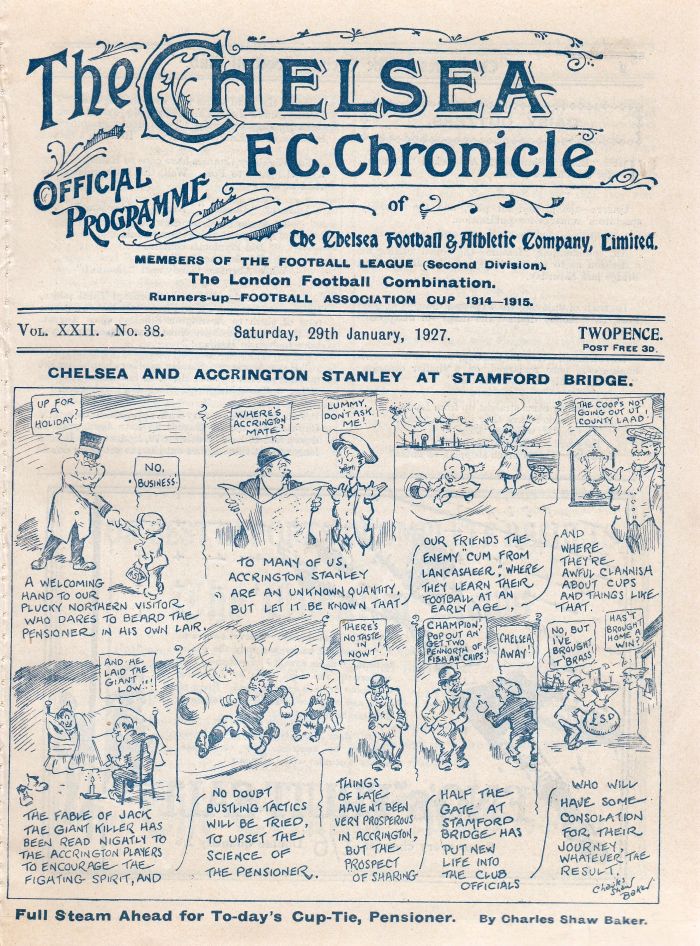 The CHELSEA
F.C. Chronicle
OFFICIAL
PROGRAMME
of
The Chelsea Football & Athletic Company, Limited.
MEMBERS OF THE FOOTBALL LEAGUE (Second Division).
The London Football Combination.
Runners-up—FOOTBALL ASSOCIATION CUP 1914-1915.
VOL. XXII. No. 38.
Saturday, 29th January, 1927.
TWOPENCE.
POST FREE 3D.
CHELSEA AND ACCRINGTON STANLEY AT STAMFORD BRIDGE.
UP FOR
A
HOLIDAY?
NO,
BUSINESS.
A WELCOMING
HAND TO OUR
PLUCKY NORTHERN VISITOR
WHO DARES TO BEARD THE
PENSIONER IN HIS OWN LAIR.
WHERE'S
ACCRINGTON
MATE?
LUMMY,
DON'T ASK
ME!
TO MANY OF US,
ACCRINGTON STANLEY
ARE AN UNKNOWN QUANTITY,
BUT LET IT BE KNOWN THAT
OUR FRIENDS THE
ENEMY "CUM FROM
LANCASHEER", WHERE
THEY LEARN THEIR
FOOTBALL AT AN
EARLY AGE,
THE COOP'S NOT
GOING OUT UT
COUNTY LAAD!
AND
WHERE
THEY'RE
AWFUL CLANNISH
ABOUT CUPS
AND THINGS LIKE
THAT.
AND HE
LAID THE
GIANT
LOW..!!
THE FABLE OF JACK
THE GIANT KILLER HAS
BEEN READ NIGHTLY TO
THE ACCRINGTON PLAYERS
TO ENCOURAGE THE
FIGHTING SPIRIT, AND
NO DOUBT
BUSTLING TACTICS
WILL BE TRIED,
TO UPSET THE
SCIENCE OF
THE PENSIONER.
THERE'S
NO TASTE
IN
NOWT!
THINGS
OF LATE
HAVEN'T BEEN
VERY PROSPEROUS
IN ACCRINGTON,
BUT THE
PROSPECT
OF SHARING
CHAMPION,
POP OUT AN'
GET TWO
PENNORTH OF
FISH AN CHIPS
CHELSEA
AWAY!
HALF THE
GATE AT
STAMFORD
BRIDGE HAS
PUT NEW
LIFE INTO
THE CLUB
OFFICIALS
NO, BUT
I'VE
BROUGHT
T'BRASS!
HAS'T
BROUGHT
HOME A
WIN?
£.S.D.
WHO WILL
HAVE SOME
CONSOLATION
FOR THEIR
JOURNEY,
WHATEVER THE
RESULT.
Charles
Shaw
Baker
Full Steam Ahead for To-day's Cup-Tie, Pensioner. By Charles Shaw Baker.